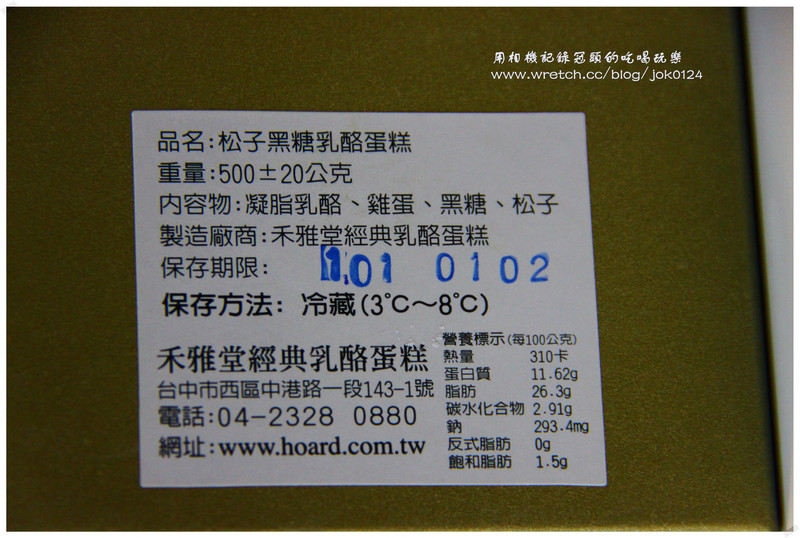 用相機記錄冠頭的吃喝玩樂
www.wretch.cc/blog/jok0124
品名:松子黑糖乳酪蛋糕
重量:500±20公克
內容物:凝脂乳酪、雞蛋、黑糖、松子
製造廠商:禾雅堂經典乳酪蛋糕
保存期限: 101 0102
保存方法: 冷藏(3℃～8℃)
禾雅堂經典乳酪蛋糕
台中市西區中港路一段143-1號
電話:04-2328 0880
網址:www.hoard.com.tw
營養標示(每100公克)
熱量 310卡
蛋白質 11.62g
脂肪 26.3g
碳水化合物 2.91g
鈉 293.4mg
反式脂肪 0g
飽和脂肪 1.5g